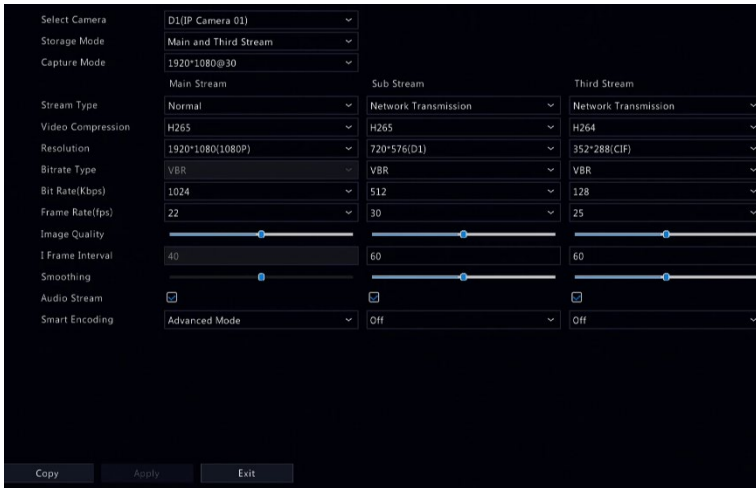 Select Camera D1(IP Camera 01)
Storage Mode Main and Third Stream
Capture Mode 1920*1080@30
Main Stream Sub Stream Third Stream
Stream Type Normal Network Transmission Network Transmission
Video Compression H265 H265 H264
Resolution 1920*1080(1080P) 720*576(D1) 352*288(CIF)
Bitrate Type VBR VBR VBR
Bit Rate(Kbps) 1024 512 128
Frame Rate(fps) 22 30 25
Image Quality
I Frame Interval 40 60 60
Smoothing
Audio Stream
Smart Encoding Advanced Mode Off Off
Copy Apply Exit